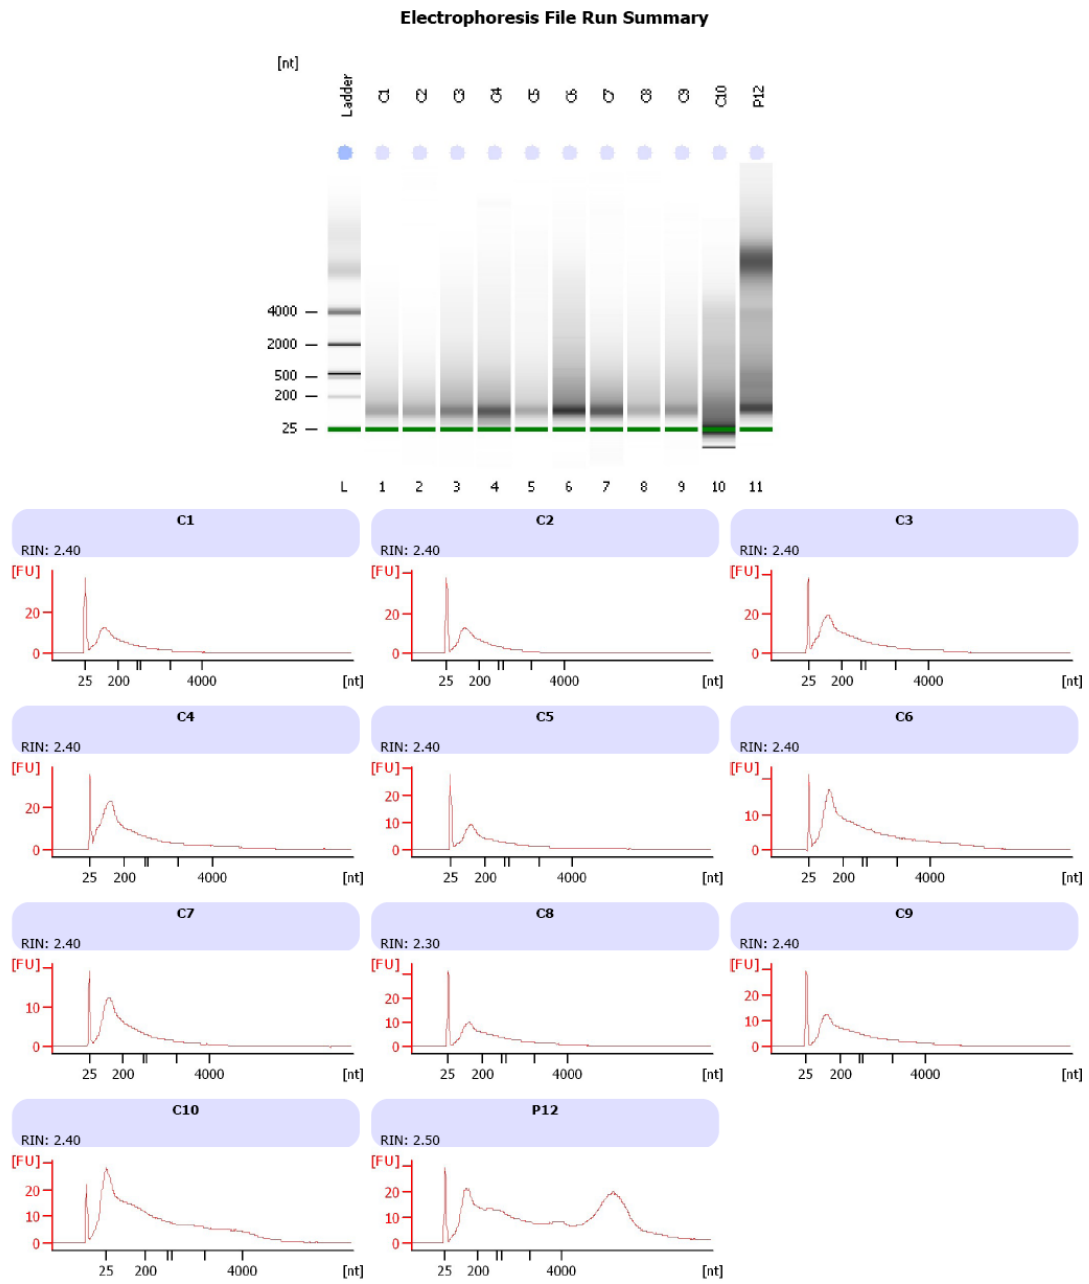 Electrophoresis File Run Summary
[nt]
Ladder C1 C2 C3 C4 C5 C6 C7 C8 C9 C10 P12
4000
2000
500
200
25
L 1 2 3 4 5 6 7 8 9 10 11
C1 C2 C3
RIN: 2.40 RIN: 2.40 RIN: 2.40
[FU] [FU] [FU]
20 20 20
0 0 0
25 200 4000 [nt] 25 200 4000 [nt] 25 200 4000 [nt]
C4 C5 C6
RIN: 2.40 RIN: 2.40 RIN: 2.40
[FU] [FU] [FU]
20 20 10
10
0 0 0
25 200 4000 [nt] 25 200 4000 [nt] 25 200 4000 [nt]
C7 C8 C9
RIN: 2.40 RIN: 2.30 RIN: 2.40
[FU] [FU] [FU]
10 20 20
10 10
0 0 0
25 200 4000 [nt] 25 200 4000 [nt] 25 200 4000 [nt]
C10 P12
RIN: 2.40 RIN: 2.50
[FU] [FU]
20 20
10 10
0 0
25 200 4000 [nt] 25 200 4000 [nt]